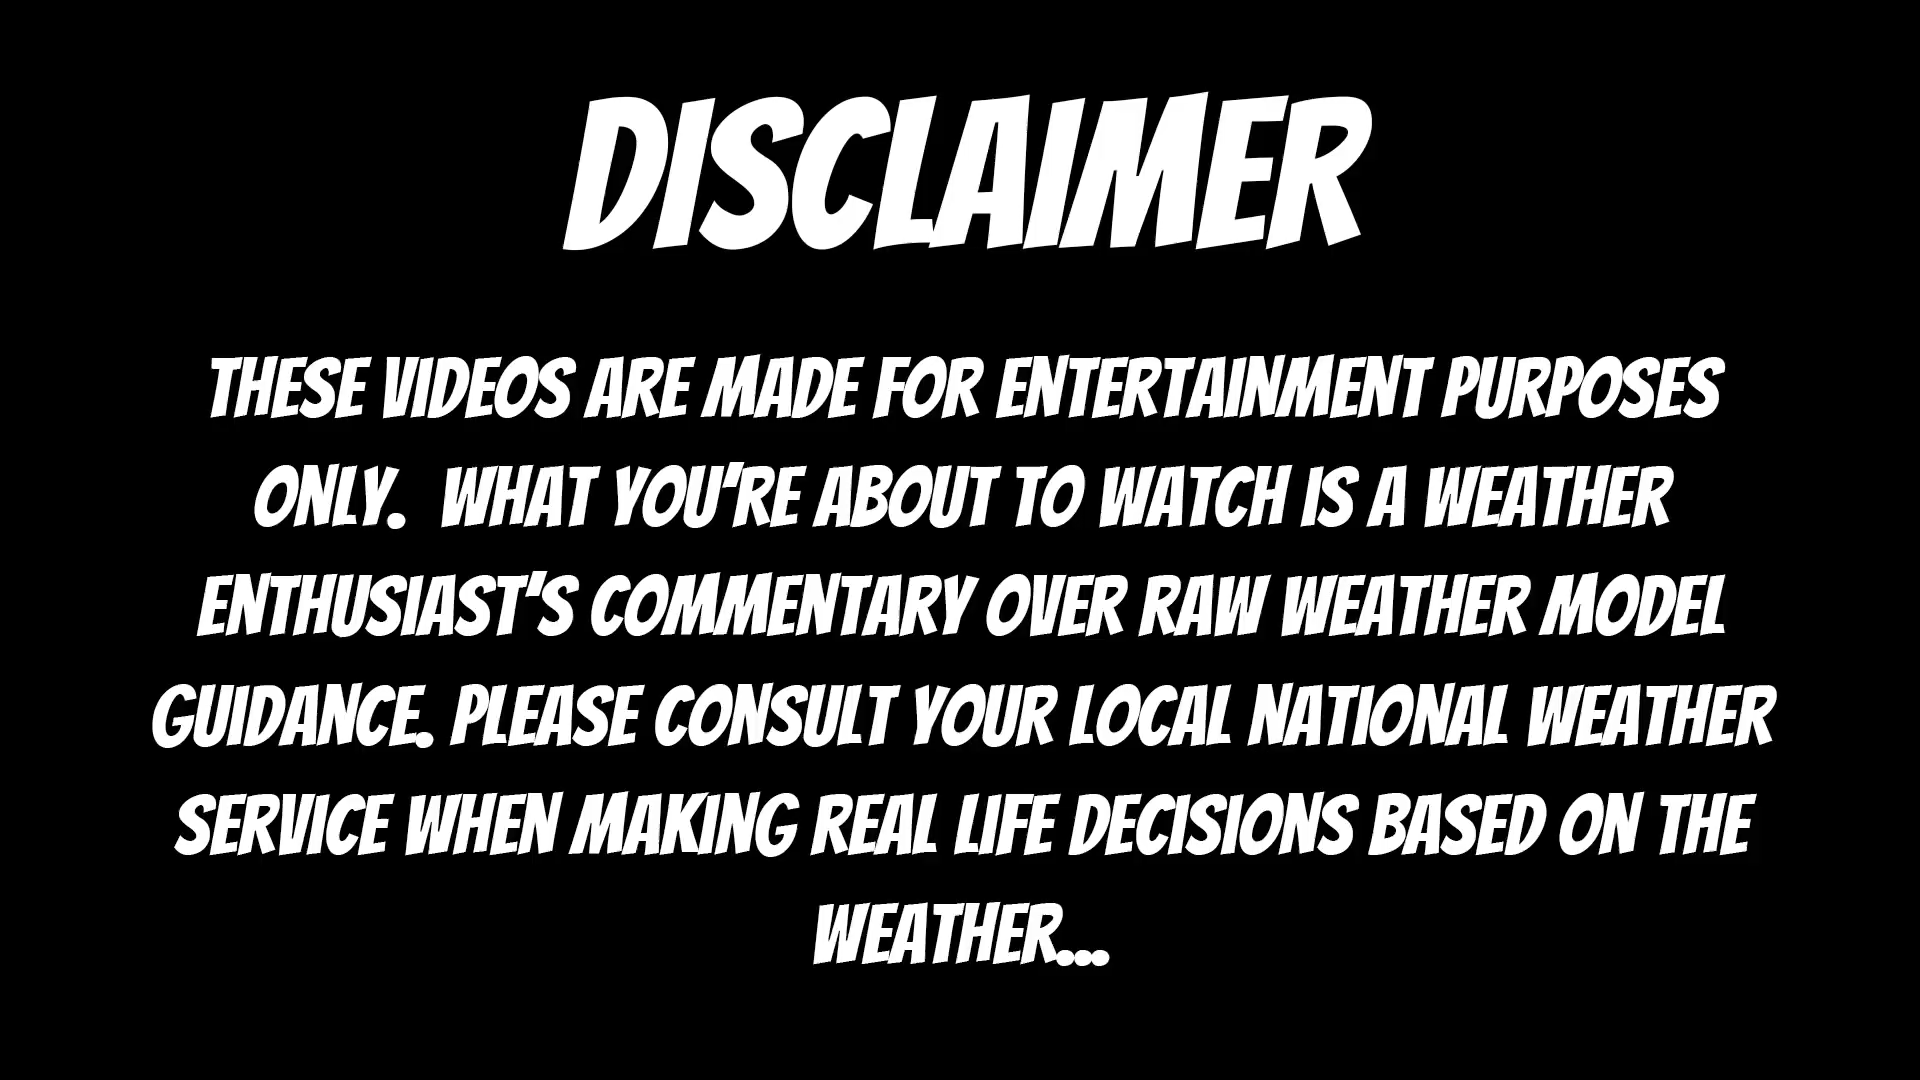 DISCLAIMER
THESE VIDEOS ARE MADE FOR ENTERTAINMENT PURPOSES
ONLY.  WHAT YOU'RE ABOUT TO WATCH IS A WEATHER
ENTHUSIAST'S COMMENTARY OVER RAW WEATHER MODEL
GUIDANCE. PLEASE CONSULT YOUR LOCAL NATIONAL WEATHER
SERVICE WHEN MAKING REAL LIFE DECISIONS BASED ON THE
WEATHER...